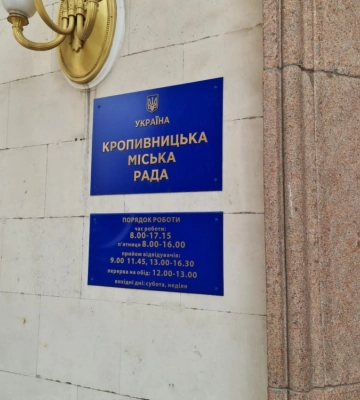 УКРАЇНА
КРОПИВНИЦЬКА
МІСЬКА
РАДА
ПОРЯДОК РОБОТИ
час роботи:
8.00-17.15
п'ятниця 8.00-16.00
прийом відвідувачів:
9.00 11.45, 13.00-16.30
перерва на обід: 12.00-13.00
вихідні дні: субота, неділя